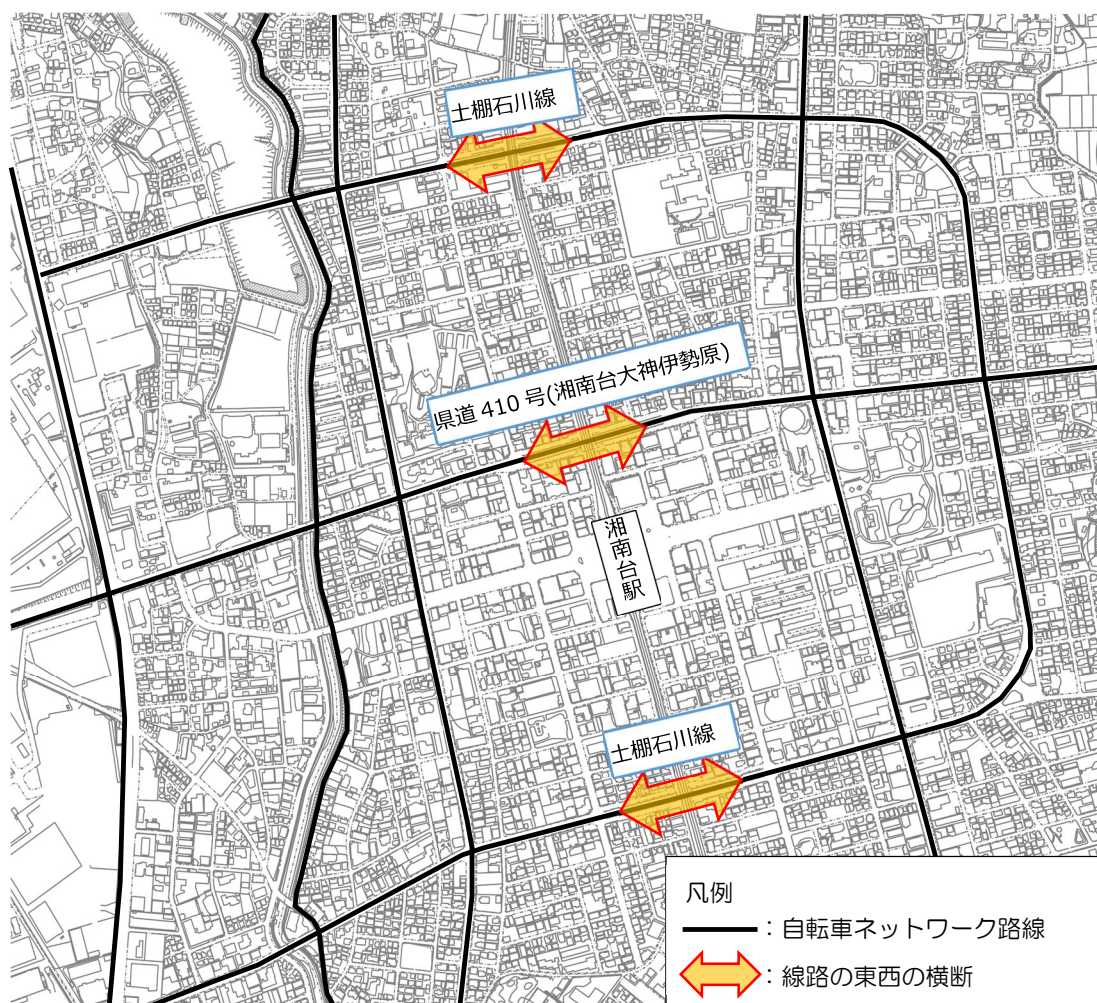 土棚石川線
県道 410 号(湘南台大神伊勢原)
湘南台駅
土棚石川線
凡例
：自転車ネットワーク路線
：線路の東西の横断